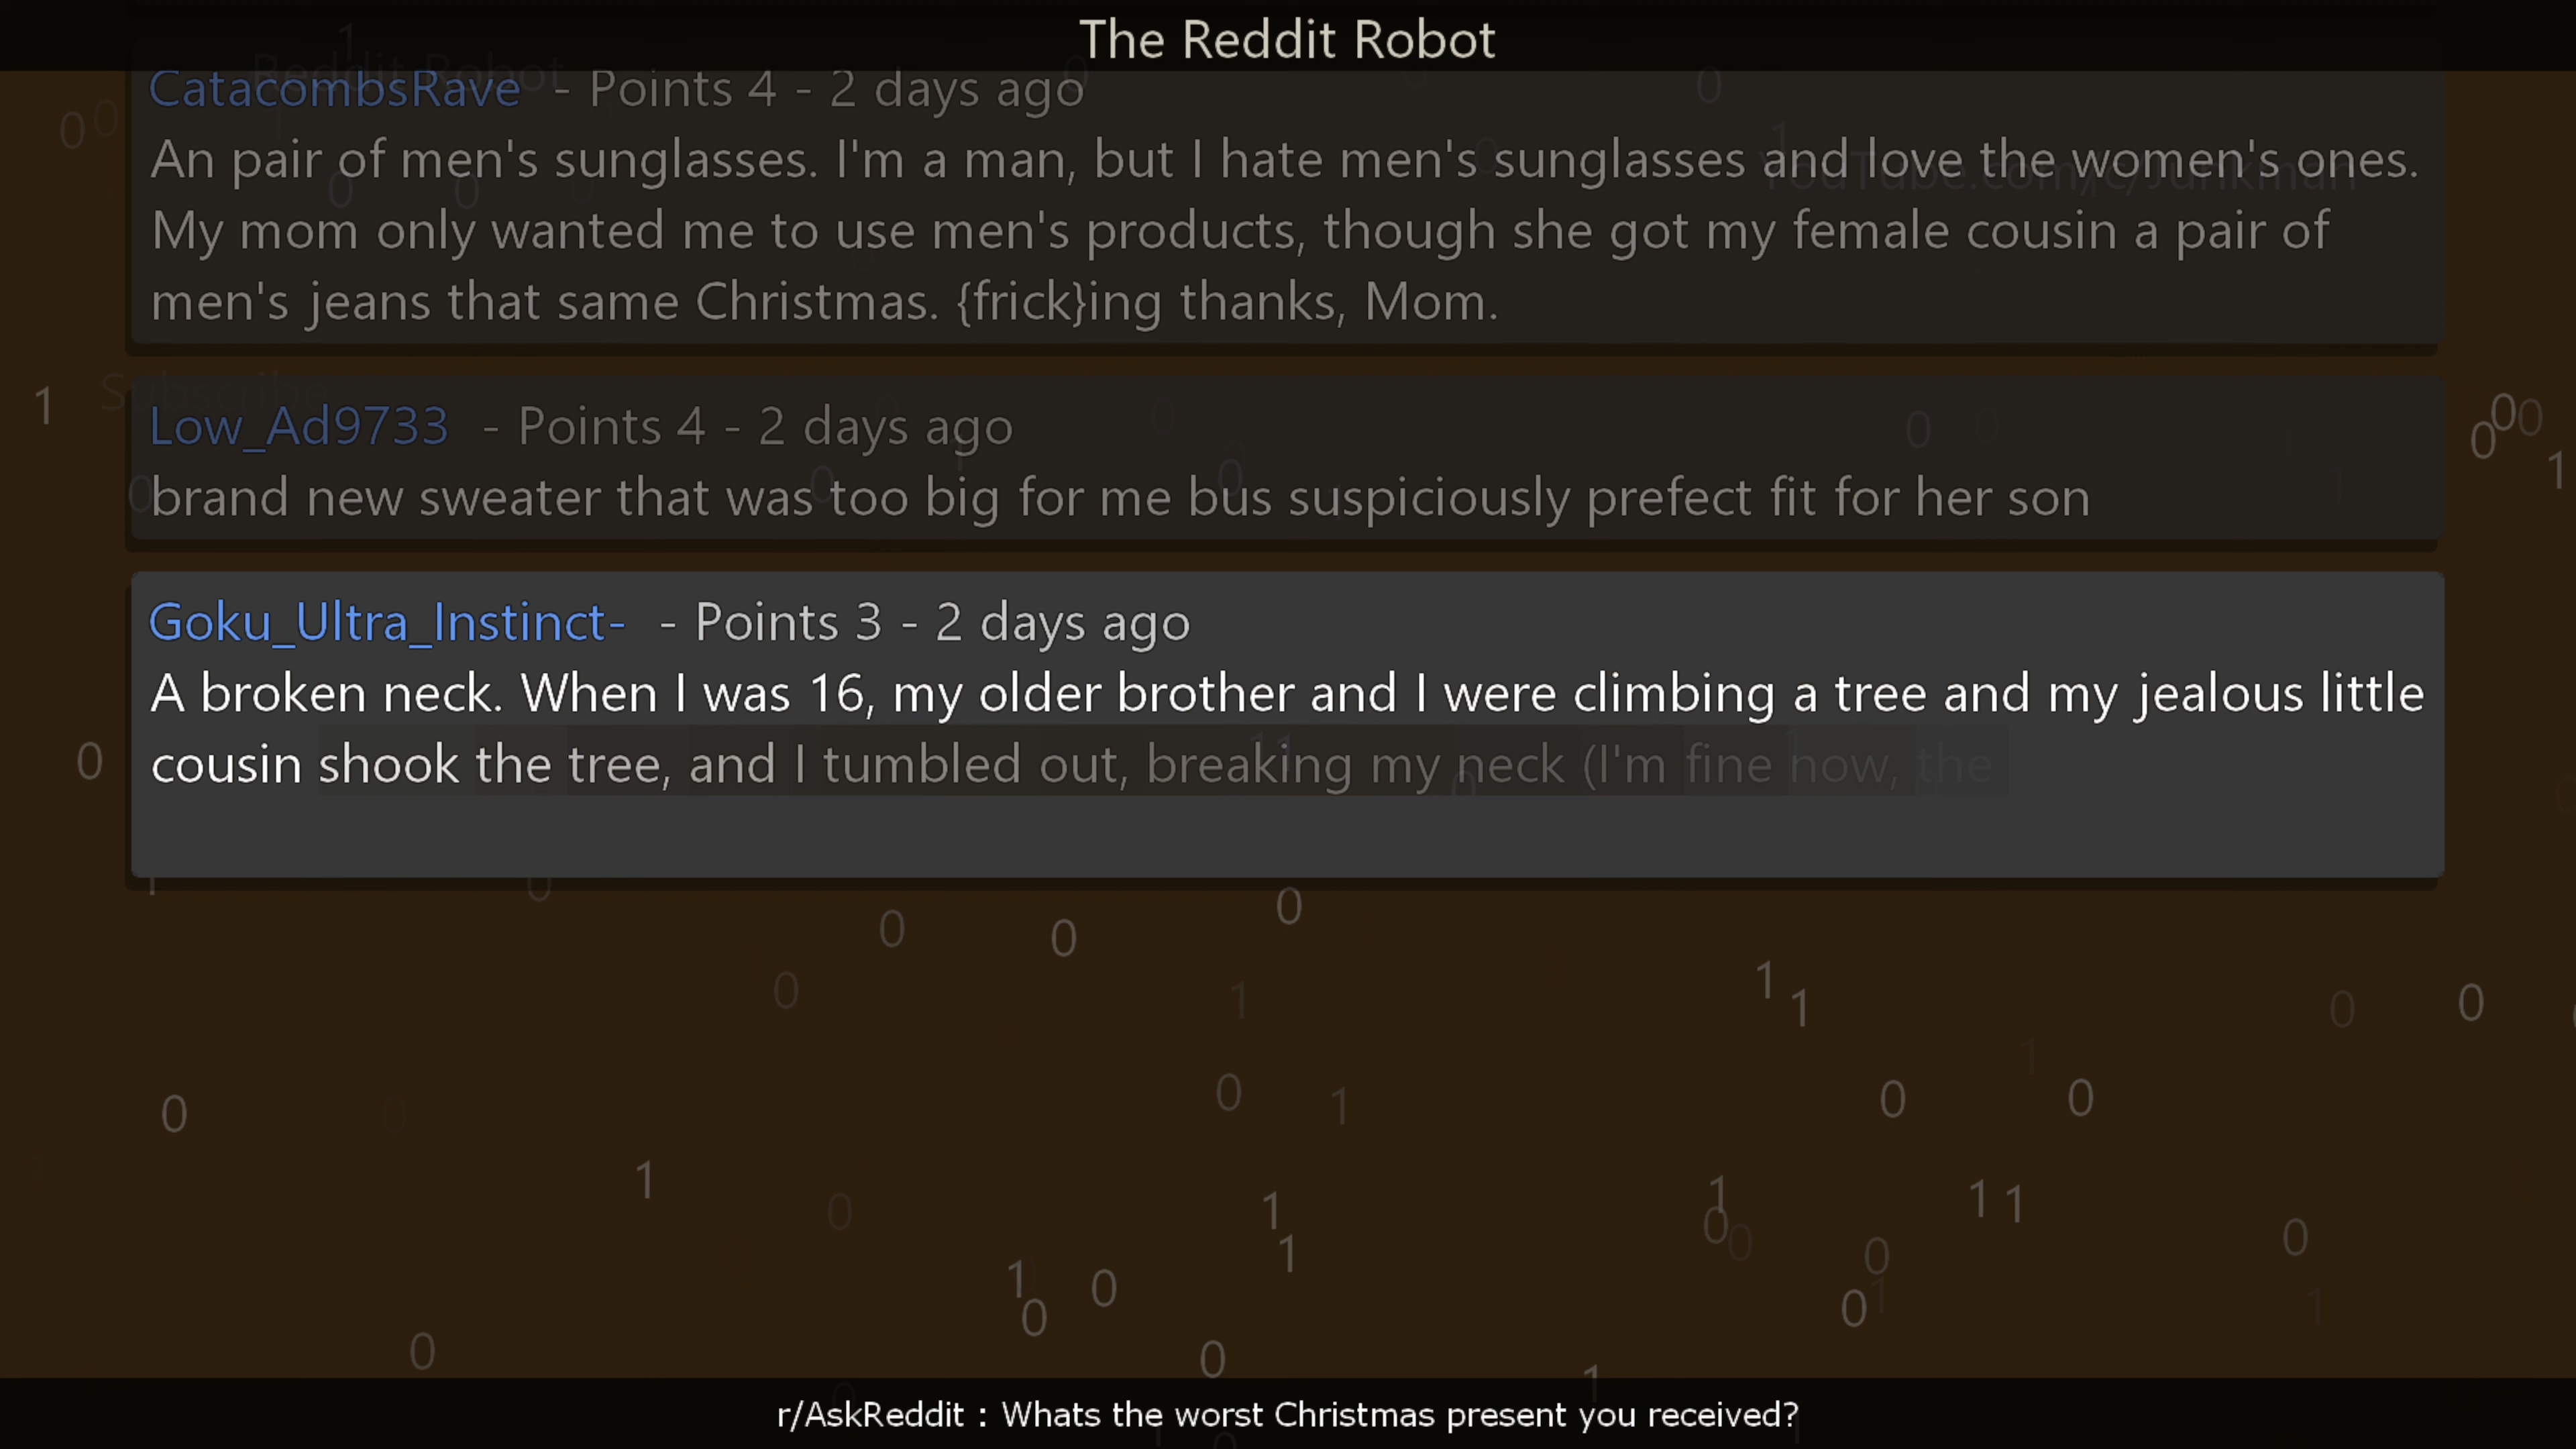 The Reddit Robot
Reddit Robot
CatacombsRave - Points 4 - 2 days ago
An pair of men's sunglasses. I'm a man, but I hate men's sunglasses and love the women's ones.
My mom only wanted me to use men's products, though she got my female cousin a pair of
men's jeans that same Christmas. {frick}ing thanks, Mom.
Subscribe
Low_Ad9733 - Points 4 - 2 days ago
brand new sweater that was too big for me bus suspiciously prefect fit for her son
Goku_Ultra_Instinct- - Points 3 - 2 days ago
A broken neck. When I was 16, my older brother and I were climbing a tree and my jealous little
cousin shook the tree, and I tumbled out, breaking my neck (I'm fine now, the
r/AskReddit : Whats the worst Christmas present you received?